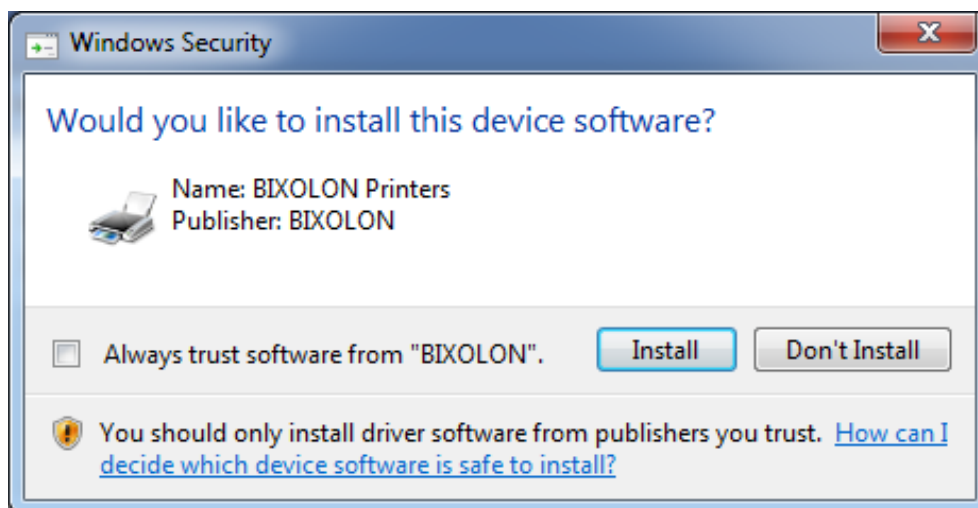 Windows Security
Would you like to install this device software?
Name: BIXOLON Printers
Publisher: BIXOLON
Always trust software from "BIXOLON".
Install
Don't Install
You should only install driver software from publishers you trust. How can I
decide which device software is safe to install?